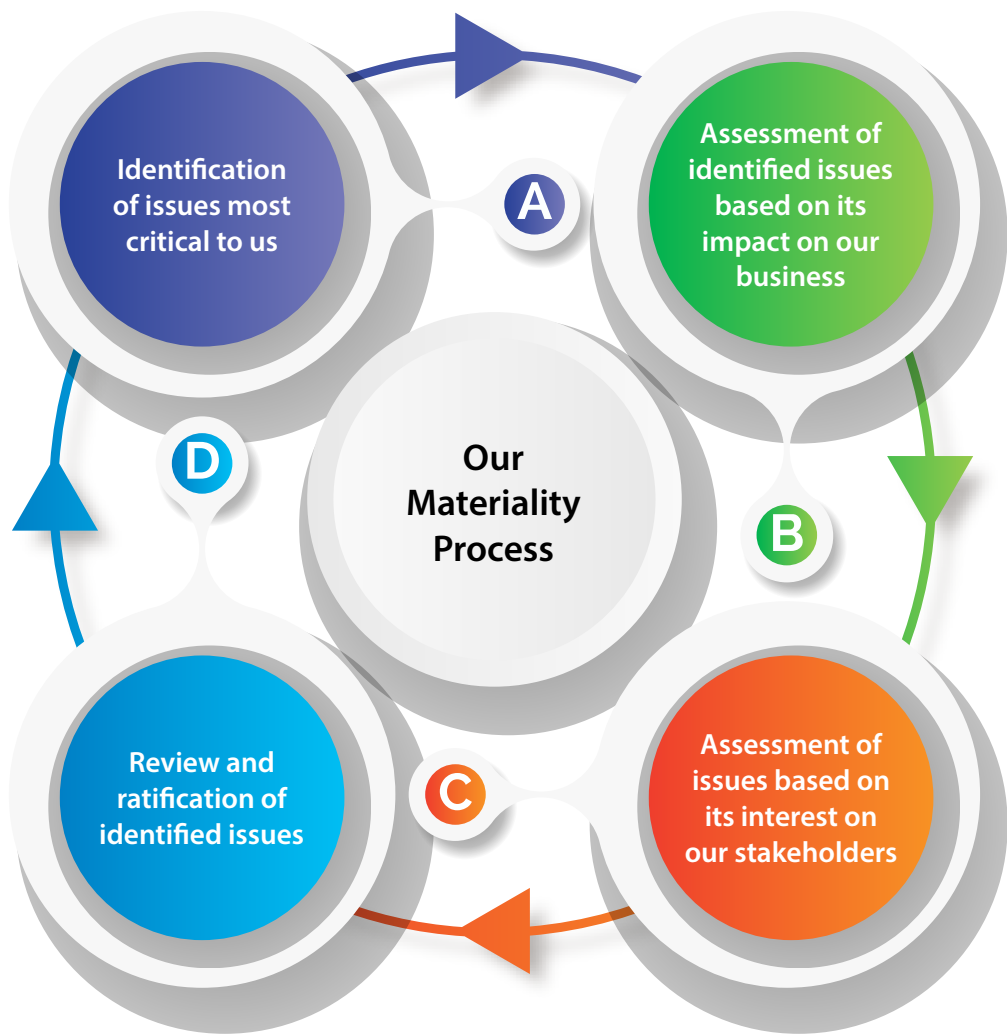 Identification
of issues most
critical to us
A
Assessment of
identified issues
based on its
impact on our
business
B
Our
Materiality
Process
Assessment of
issues based on
its interest on
our stakeholders
C
Review and
ratification of
identified issues
D